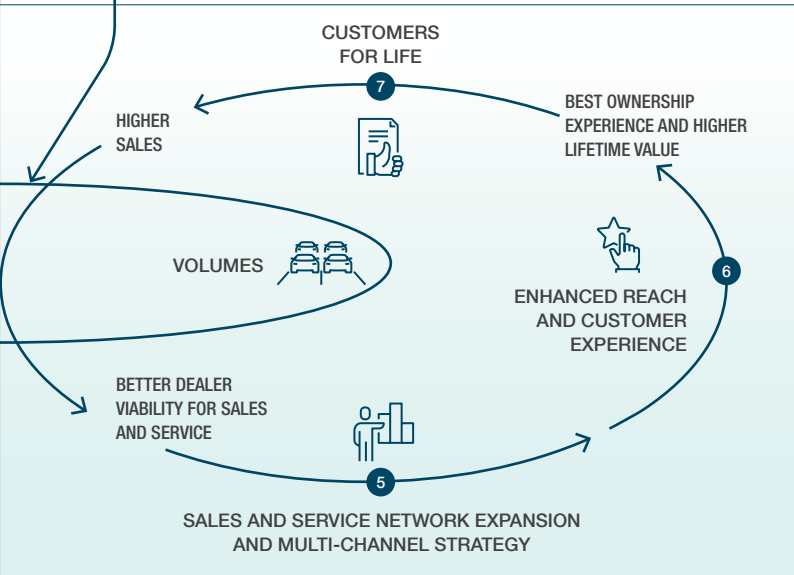 CUSTOMERS
FOR LIFE
7
HIGHER
SALES
BEST OWNERSHIP
EXPERIENCE AND HIGHER
LIFETIME VALUE
VOLUMES
6
ENHANCED REACH
AND CUSTOMER
EXPERIENCE
BETTER DEALER
VIABILITY FOR SALES
AND SERVICE
5
SALES AND SERVICE NETWORK EXPANSION
AND MULTI-CHANNEL STRATEGY